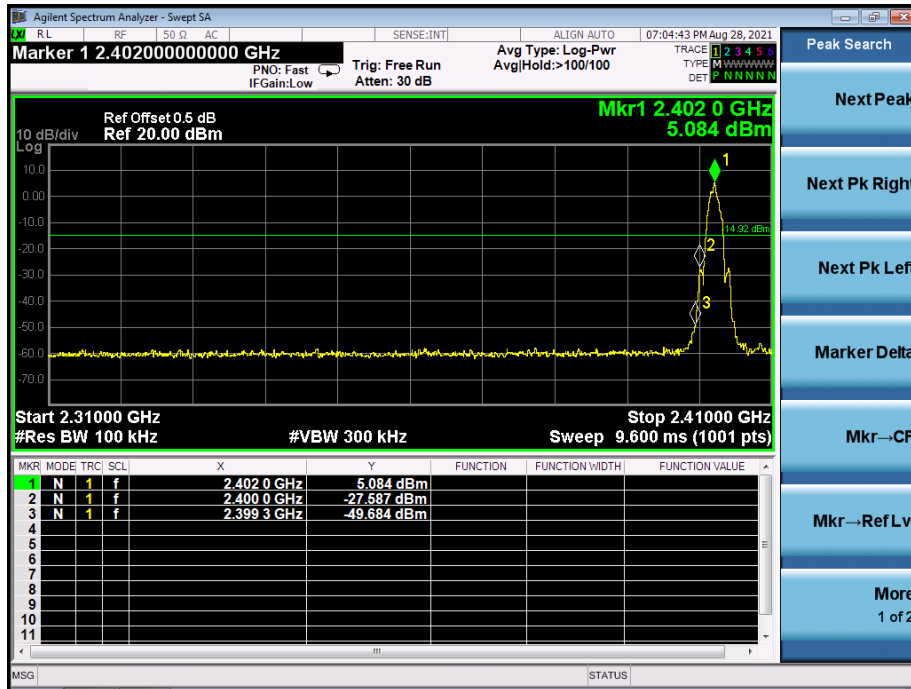 Agilent Spectrum Analyzer - Swept SA
LXI RL RF 50 Ω AC SENSE:INT ALIGN AUTO 07:04:43 PM Aug 28, 2021
Marker 1 2.402000000000 GHz
PNO: Fast
IFGain:Low
Trig: Free Run
Atten: 30 dB
Avg Type: Log-Pwr
Avg|Hold:>100/100
TRACE 1 2 3 4 5 6
TYPE M WWWWW
DET P N N N N N
Peak Search
Mkr1 2.402 0 GHz
5.084 dBm
Ref Offset 0.5 dB
10 dB/div Ref 20.00 dBm
Log
10.0
0.00
-10.0
-20.0
-30.0
-40.0
-50.0
-60.0
-70.0
1
14.92 dBm
2
3
Start 2.31000 GHz Stop 2.41000 GHz
#Res BW 100 kHz #VBW 300 kHz Sweep 9.600 ms (1001 pts)
MKR MODE TRC SCL X Y FUNCTION FUNCTION WIDTH FUNCTION VALUE
1 N 1 f 2.402 0 GHz 5.084 dBm
2 N 1 f 2.400 0 GHz -27.587 dBm
3 N 1 f 2.399 3 GHz -49.684 dBm
4
5
6
7
8
9
10
11
MSG STATUS
Next Peak
Next Pk Right
Next Pk Left
Marker Delta
Mkr→CF
Mkr→Ref Lv
More
1 of 2